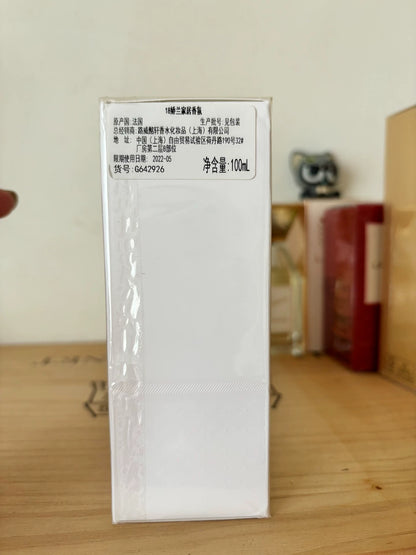 1#娇兰家居香氛
原产国:法国 生产批号:见包装
总经销商:路威酩轩香水化妆品（上海）有限公司
地 址: 中国（上海）自由贸易试验区荷丹路190号32#
厂房第二层B部位
限期使用日期: 2022-05
货号:G642926 净含量:100mL